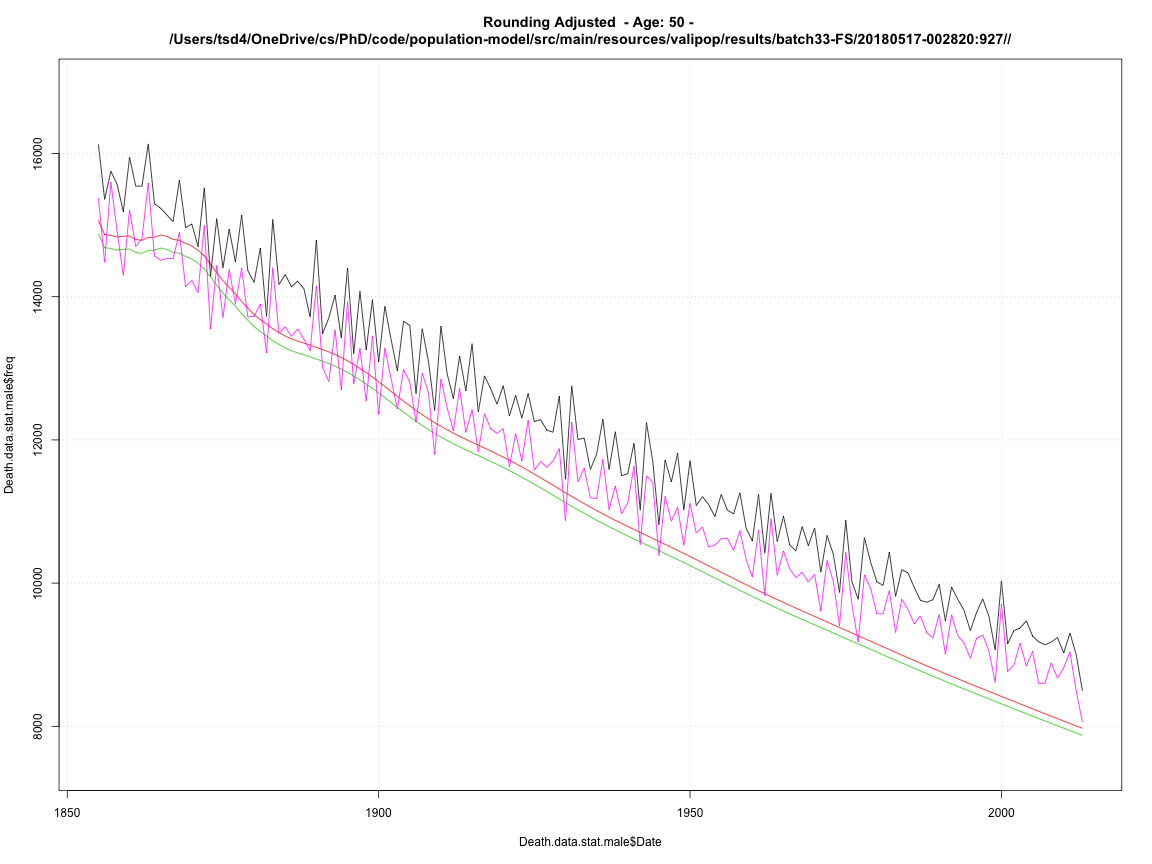 Rounding Adjusted  - Age: 50 -
/Users/tsd4/OneDrive/cs/PhD/code/population-model/src/main/resources/valipop/results/batch33-FS/20180517-002820:927//
Death.data.stat.male$freq
16000
14000
12000
10000
8000
1850
1900
1950
2000
Death.data.stat.male$Date